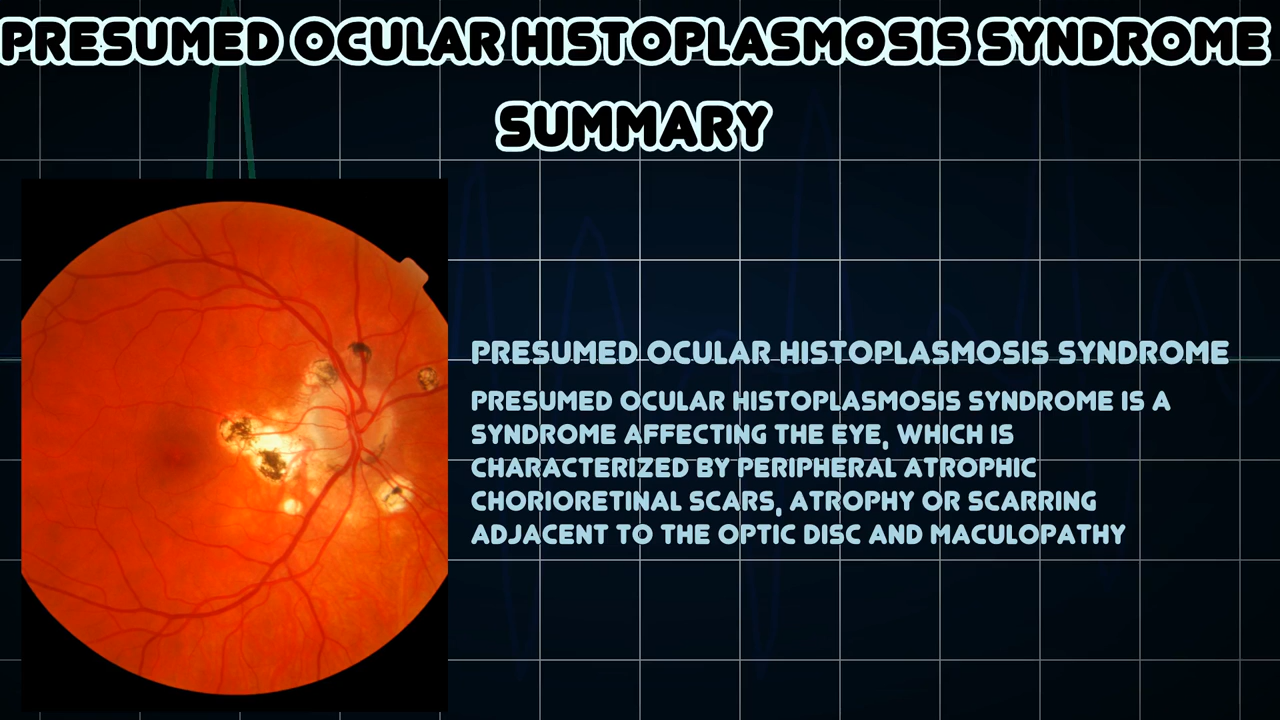 PRESUMED OCULAR HISTOPLASMOSIS SYNDROME
SUMMARY
PRESUMED OCULAR HISTOPLASMOSIS SYNDROME
PRESUMED OCULAR HISTOPLASMOSIS SYNDROME IS A
SYNDROME AFFECTING THE EYE, WHICH IS
CHARACTERIZED BY PERIPHERAL ATROPHIC
CHORIORETINAL SCARS, ATROPHY OR SCARRING
ADJACENT TO THE OPTIC DISC AND MACULOPATHY